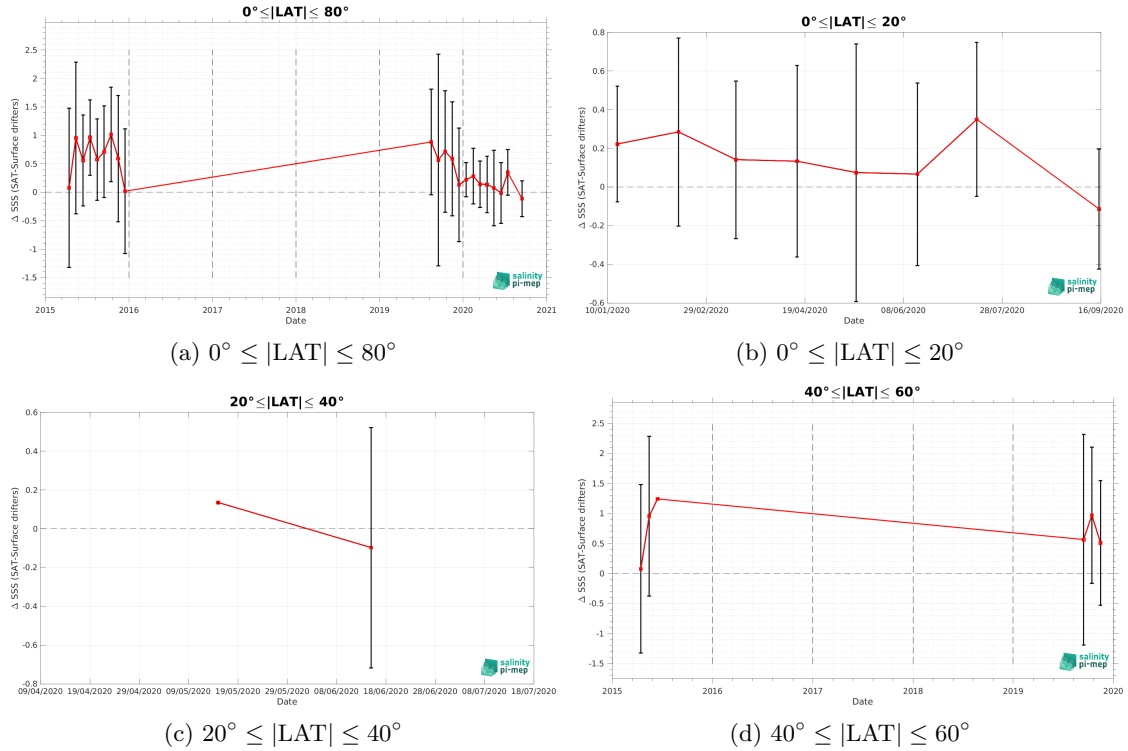 0°≤|LAT|≤ 80°
2.5
2
1.5
1
0.5
0
-0.5
-1
-1.5
Δ SSS (SAT-Surface drifters)
2015 2016 2017 2018 2019 2020 2021
Date
salinity
pi-mep
(a) 0° ≤ |LAT| ≤ 80°
0°≤|LAT|≤ 20°
0.8
0.6
0.4
0.2
0
-0.2
-0.4
-0.6
Δ SSS (SAT-Surface drifters)
10/01/2020 29/02/2020 19/04/2020 08/06/2020 28/07/2020 16/09/2020
Date
salinity
pi-mep
(b) 0° ≤ |LAT| ≤ 20°
20°≤|LAT|≤ 40°
0.6
0.4
0.2
0
-0.2
-0.4
-0.6
-0.8
Δ SSS (SAT-Surface drifters)
09/04/2020 19/04/2020 29/04/2020 09/05/2020 19/05/2020 29/05/2020 08/06/2020 18/06/2020 28/06/2020 08/07/2020 18/07/2020
Date
salinity
pi-mep
(c) 20° ≤ |LAT| ≤ 40°
40°≤|LAT|≤ 60°
2.5
2
1.5
1
0.5
0
-0.5
-1
-1.5
Δ SSS (SAT-Surface drifters)
2015 2016 2017 2018 2019 2020
Date
salinity
pi-mep
(d) 40° ≤ |LAT| ≤ 60°